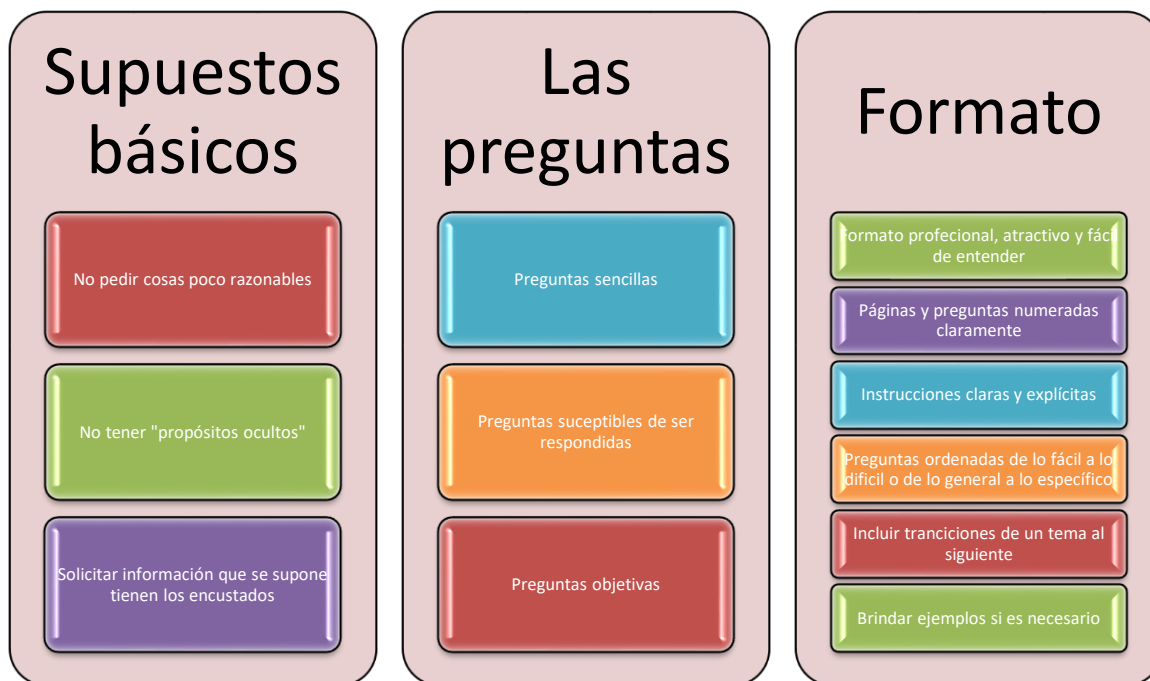 Supuestos
básicos
No pedir cosas poco razonables
No tener "propósitos ocultos"
Solicitar información que se supone
tienen los encustados
Las
preguntas
Preguntas sencillas
Preguntas suceptibles de ser
respondidas
Preguntas objetivas
Formato
Formato profecional, atractivo y fácil
de entender
Páginas y preguntas numeradas
claramente
Instrucciones claras y explícitas
Preguntas ordenadas de lo fácil a lo
dificil o de lo general a lo específico
Incluir tranciciones de un tema al
siguiente
Brindar ejemplos si es necesario